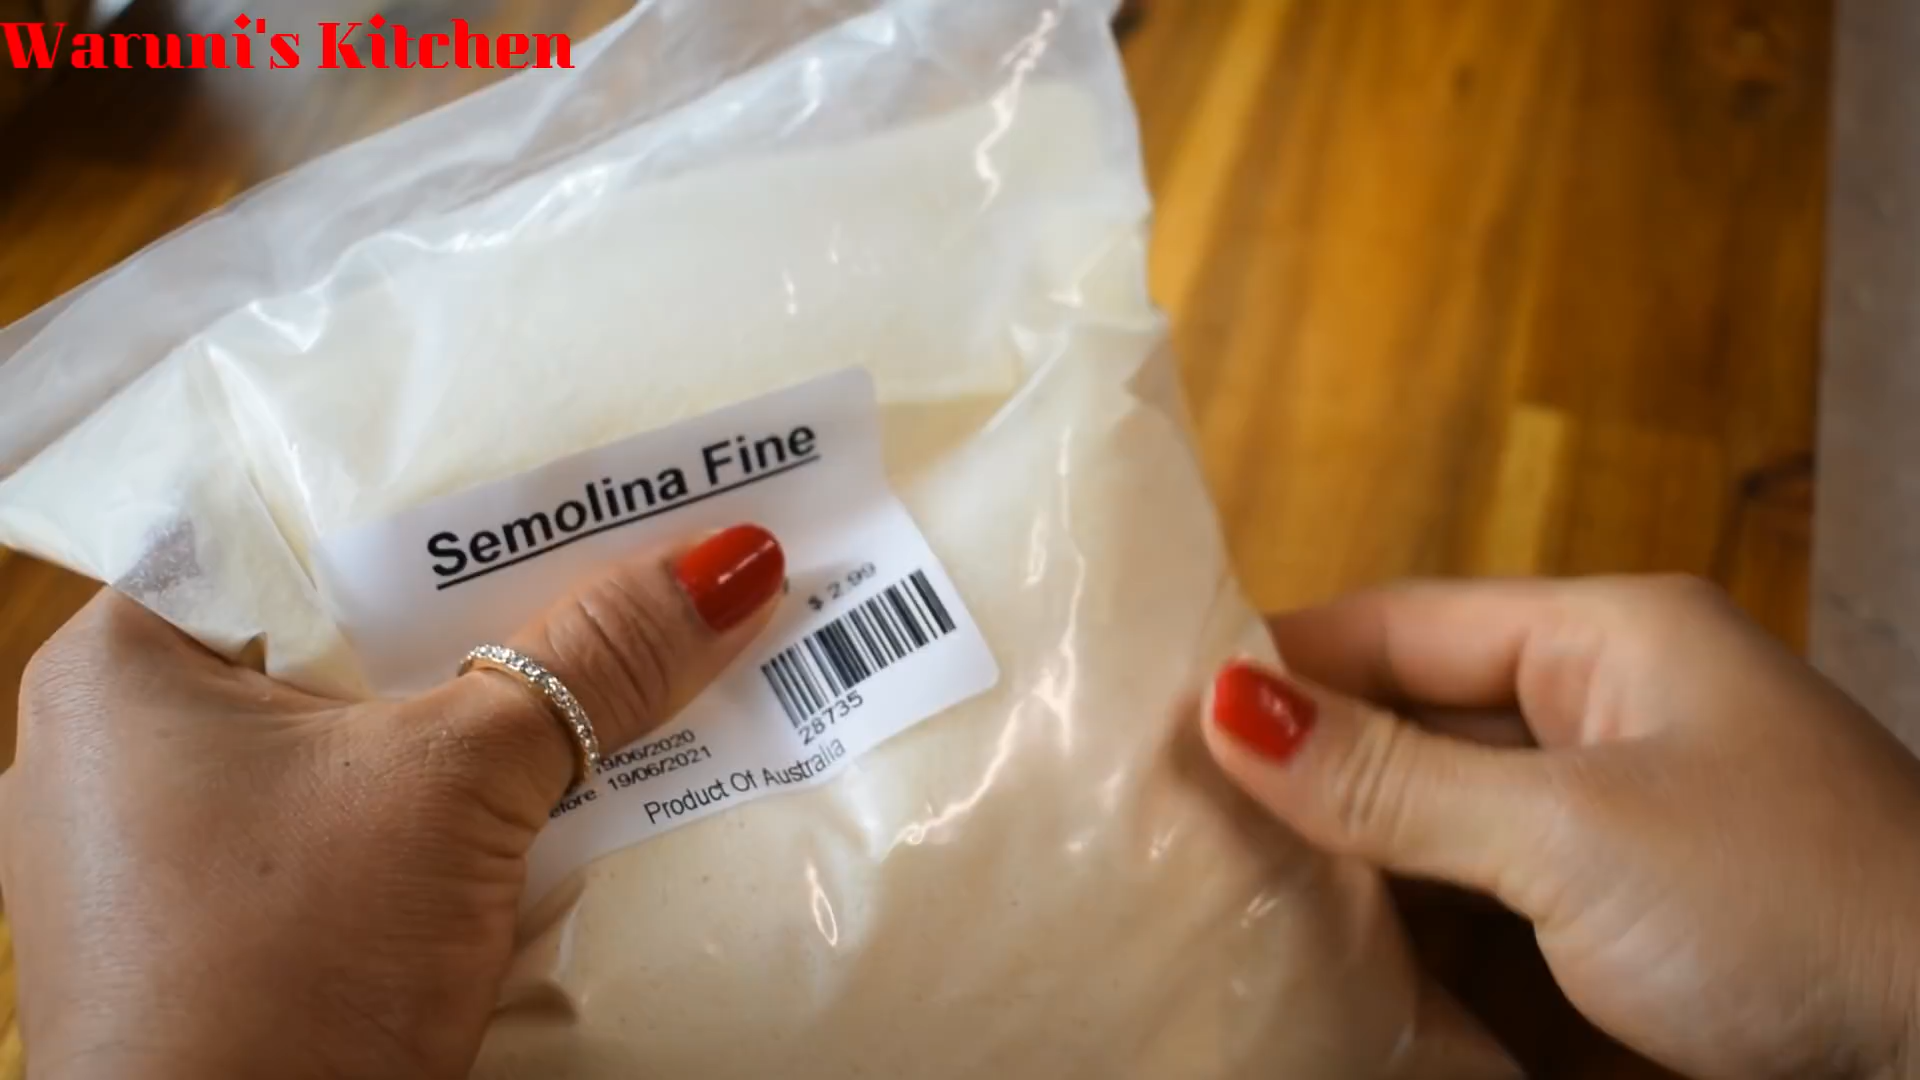 Waruni's Kitchen
Semolina Fine
$ 2.99
28735
19/06/2020
19/06/2021
Product Of Australia